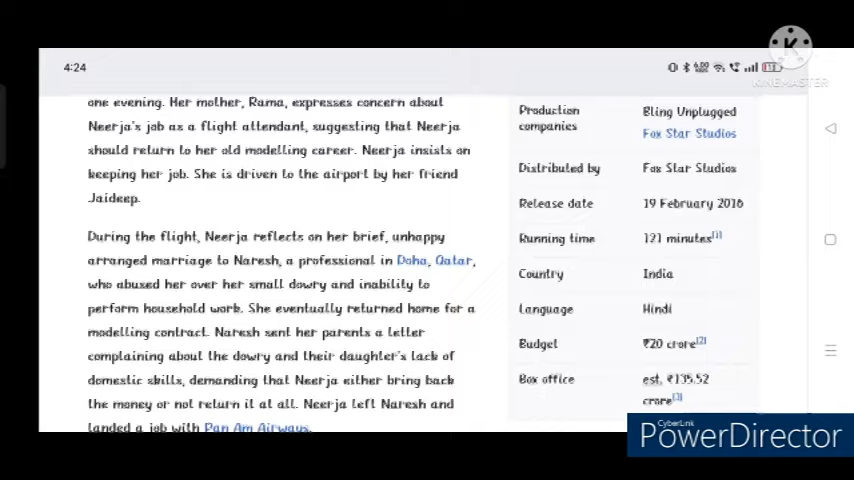 4:24
K
KINEMASTER
one evening. Her mother, Rama, expresses concern about
Neerja's job as a flight attendant, suggesting that Neerja
should return to her old modelling career. Neerja insists on
keeping her job. She is driven to the airport by her friend
Jaideep.
During the flight, Neerja reflects on her brief, unhappy
arranged marriage to Naresh, a professional in Doha, Qatar,
who abused her over her small dowry and inability to
perform household work. She eventually returned home for a
modelling contract. Naresh sent her parents a letter
complaining about the dowry and their daughter's lack of
domestic skills, demanding that Neerja either bring back
the money or not return it at all. Neerja left Naresh and
landed a job with Pan Am Airways.
Production companies Bling Unplugged
Fox Star Studios
Distributed by Fox Star Studios
Release date 19 February 2016
Running time 121 minutes[1]
Country India
Language Hindi
Budget ₹20 crore[2]
Box office est. ₹135.52
crore[3]
CyberLink
PowerDirector